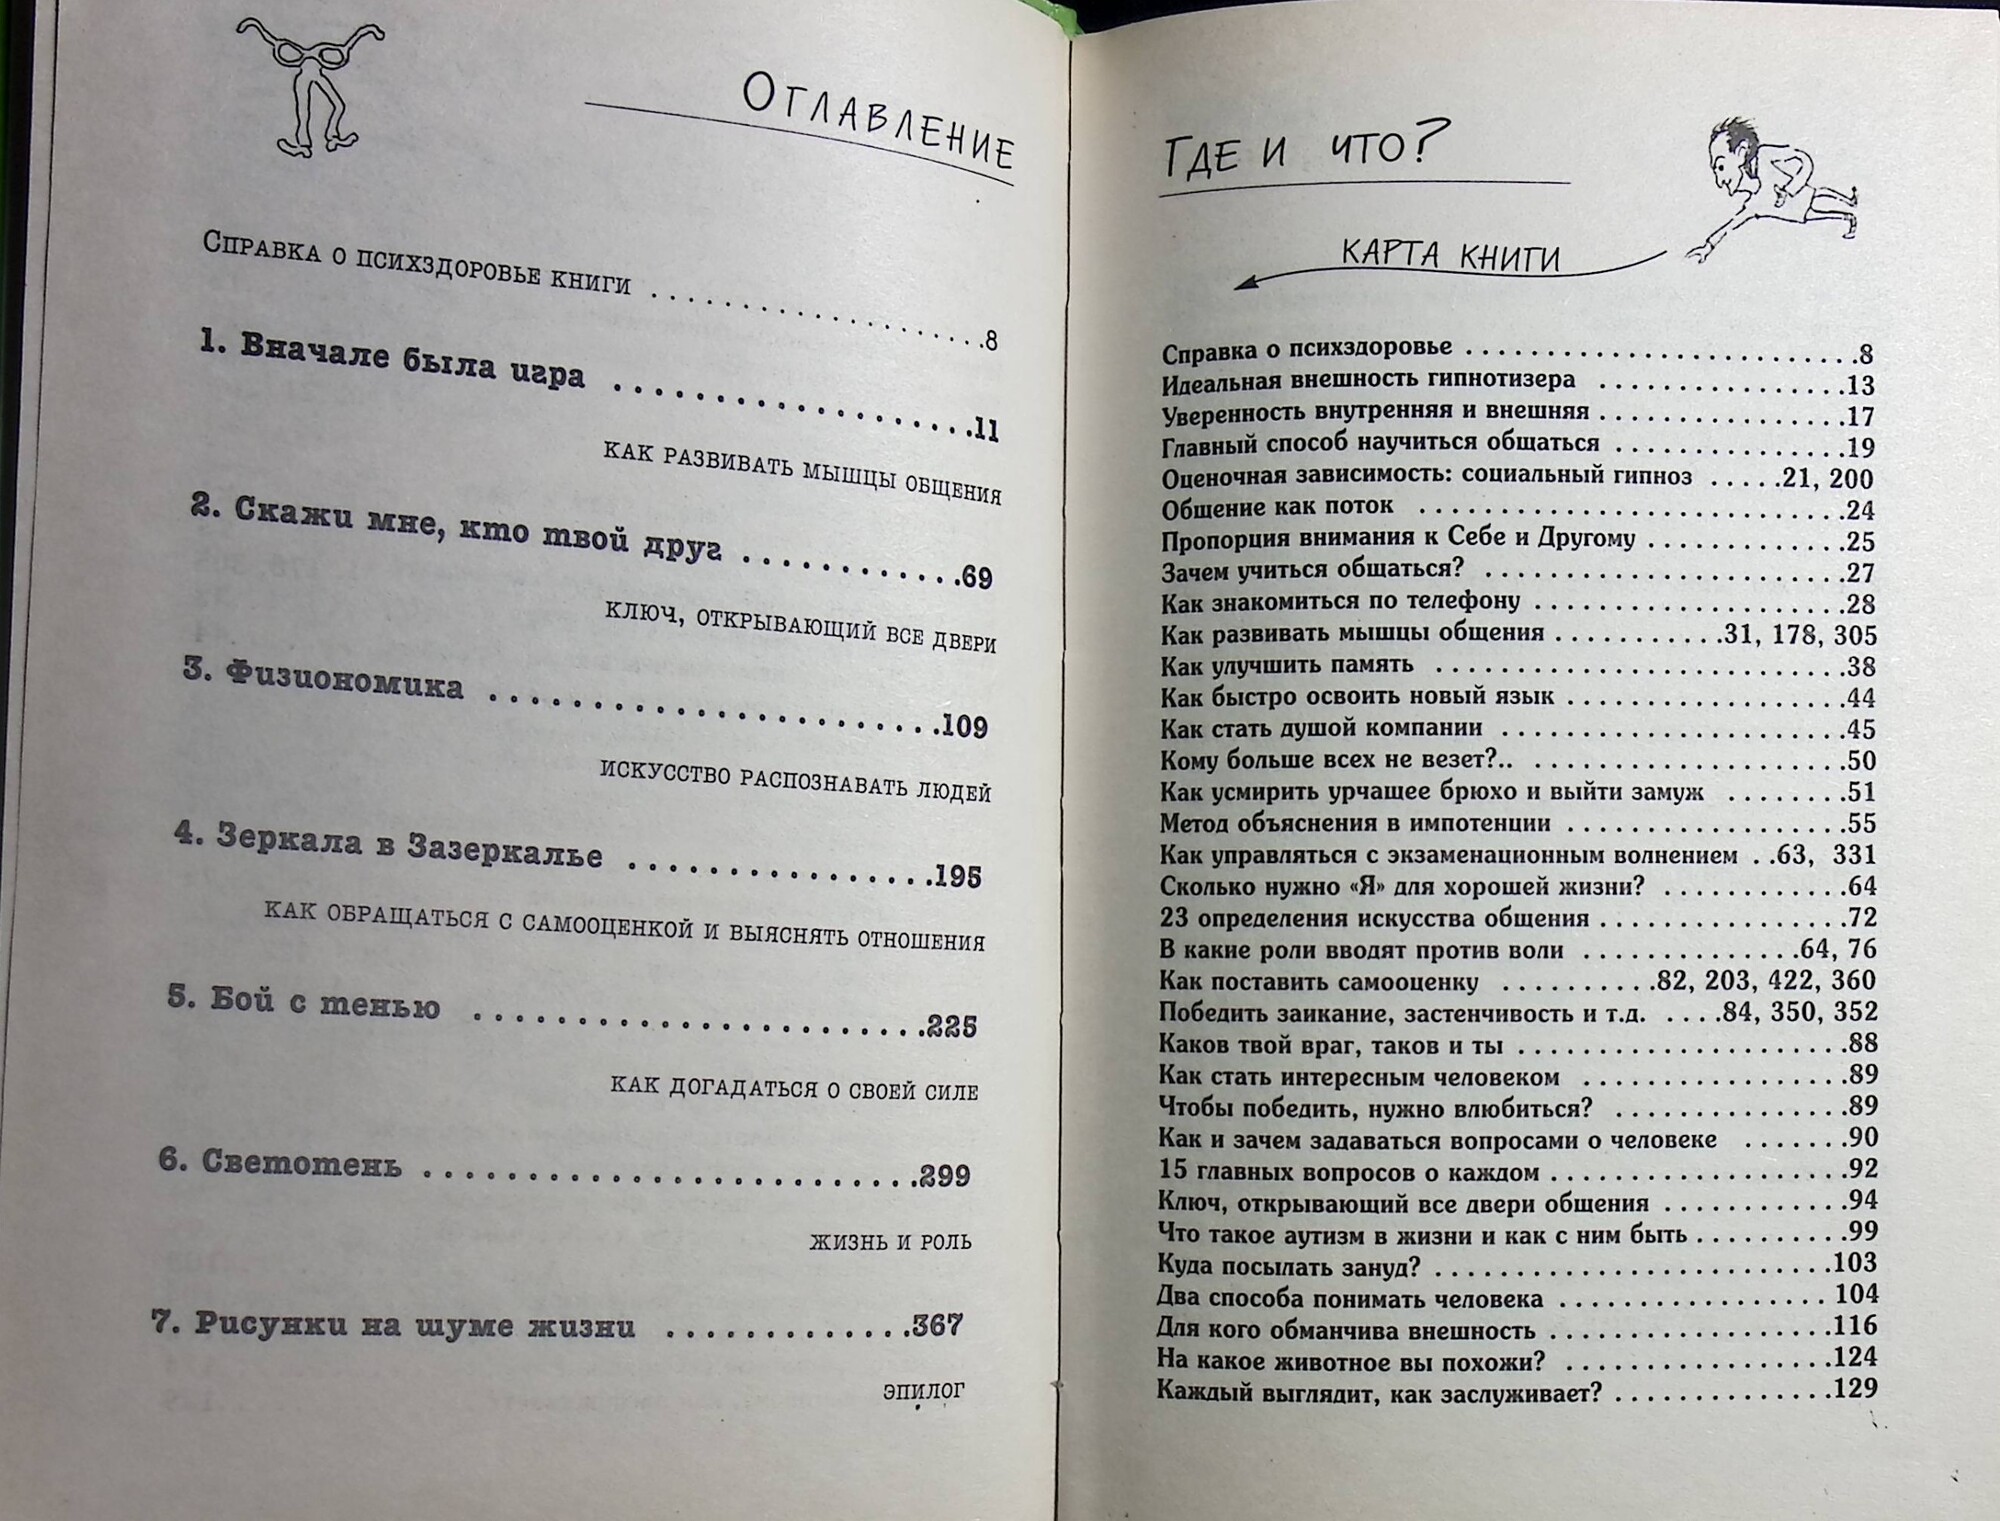 Оглавление
Справка о психздоровье книги ....................8
1. Вначале была игра ...................11
как развивать мышцы общения
2. Скажи мне, кто твой друг ............69
ключ, открывающий все двери
3. Физиономика ......................109
искусство распознавать людей
4. Зеркала в Зазеркалье ...............195
как обращаться с самооценкой и выяснять отношения
5. Бой с тенью ......................225
как догадаться о своей силе
6. Светотень ........................299
жизнь и роль
7. Рисунки на шуме жизни ............367
эпилог
Где и что?
карта книги
Справка о психздоровье .........................8
Идеальная внешность гипнотизера ................13
Уверенность внутренняя и внешняя ................17
Главный способ научиться общаться ...............19
Оценочная зависимость: социальный гипноз .....21, 200
Общение как поток ...........................24
Пропорция внимания к Себе и Другому .............25
Зачем учиться общаться? .......................27
Как знакомиться по телефону ....................28
Как развивать мышцы общения ...........31, 178, 305
Как улучшить память ..........................38
Как быстро освоить новый язык ..................44
Как стать душой компании ......................45
Кому больше всех не везет?.. ....................50
Как усмирить урчащее брюхо и выйти замуж ........51
Метод объяснения в импотенции ..................55
Как управляться с экзаменационным волнением ..63, 331
Сколько нужно «Я» для хорошей жизни? ............64
23 определения искусства общения ................72
В какие роли вводят против воли ..............64, 76
Как поставить самооценку ..........82, 203, 422, 360
Победить заикание, застенчивость и т.д. ....84, 350, 352
Каков твой враг, таков и ты .....................88
Как стать интересным человеком .................89
Чтобы победить, нужно влюбиться? ...............89
Как и зачем задаваться вопросами о человеке .......90
15 главных вопросов о каждом ...................92
Ключ, открывающий все двери общения ............94
Что такое аутизм в жизни и как с ним быть ..........99
Куда посылать зануд? .........................103
Два способа понимать человека .................104
Для кого обманчива внешность ..................116
На какое животное вы похожи? .................124
Каждый выглядит, как заслуживает? ..............129